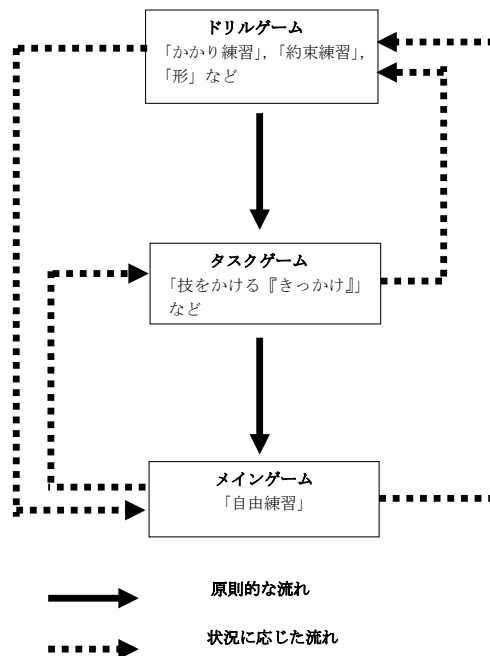 ドリルゲーム
「かかり練習」，「約束練習」，
「形」など
タスクゲーム
「技をかける『きっかけ』」
など
メインゲーム
「自由練習」
原則的な流れ
状況に応じた流れ